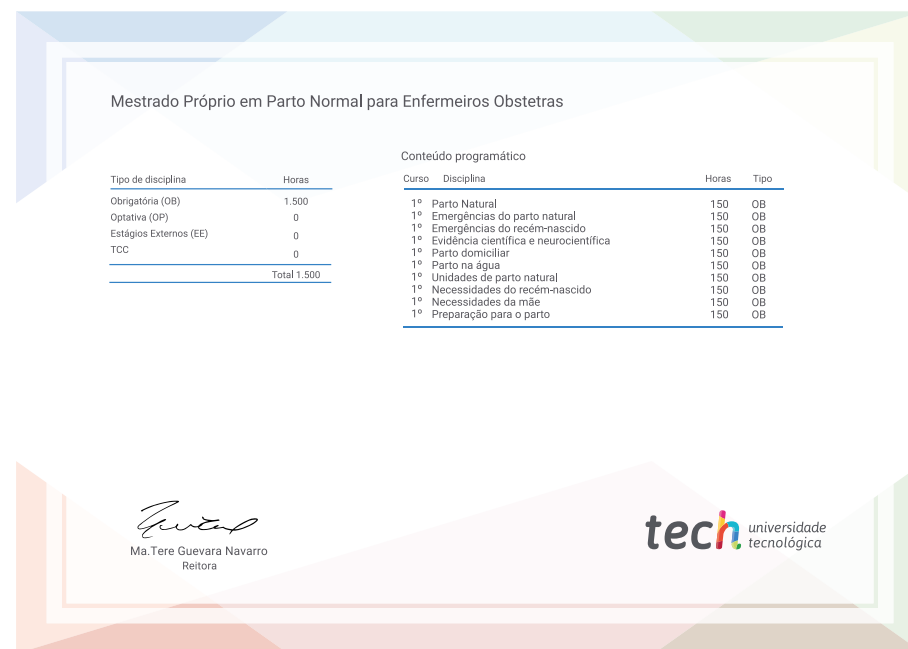 Mestrado Próprio em Parto Normal para Enfermeiros Obstetras
Tipo de disciplina Horas
Obrigatória (OB) 1.500
Optativa (OP) 0
Estágios Externos (EE) 0
TCC 0
Total 1.500
Conteúdo programático
Curso Disciplina Horas Tipo
1º Parto Natural 150 OB
1º Emergências do parto natural 150 OB
1º Emergências do recém-nascido 150 OB
1º Evidência científica e neurocientífica 150 OB
1º Parto domiciliar 150 OB
1º Parto na água 150 OB
1º Unidades de parto natural 150 OB
1º Necessidades do recém-nascido 150 OB
1º Necessidades da mãe 150 OB
1º Preparação para o parto 150 OB
Ma.Tere Guevara Navarro
Reitora
tech universidade
tecnológica